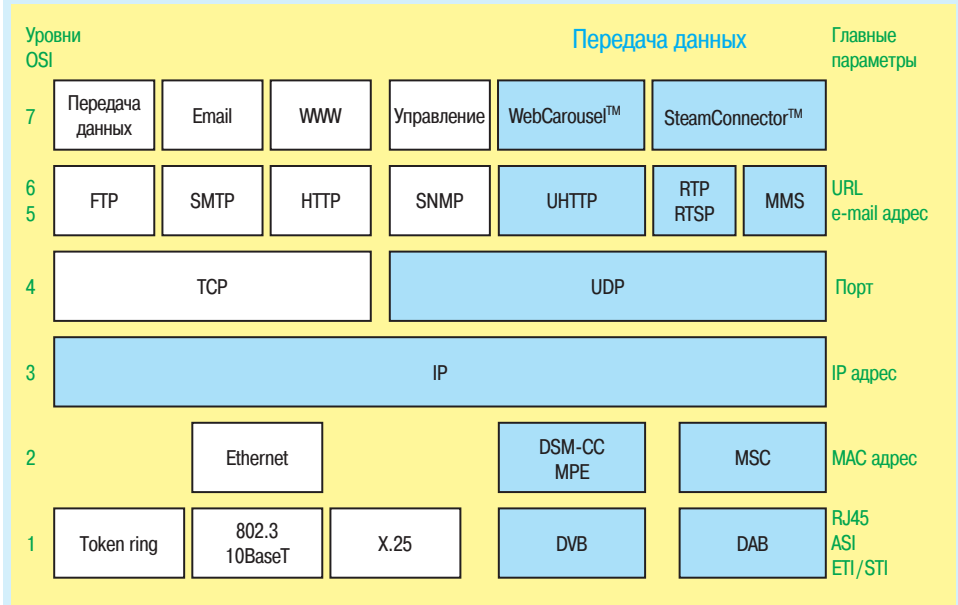 Уровни
OSI
Передача данных
Главные
параметры
7
Передача
данных
Email
WWW
Управление
WebCarousel™
SteamConnector™
6
5
FTP
SMTP
HTTP
SNMP
UHTTP
RTP
RTSP
MMS
URL
e-mail адрес
4
TCP
UDP
Порт
3
IP
IP адрес
2
Ethernet
DSM-CC
MPE
MSC
MAC адрес
1
Token ring
802.3
10BaseT
X.25
DVB
DAB
RJ45
ASI
ETI/STI